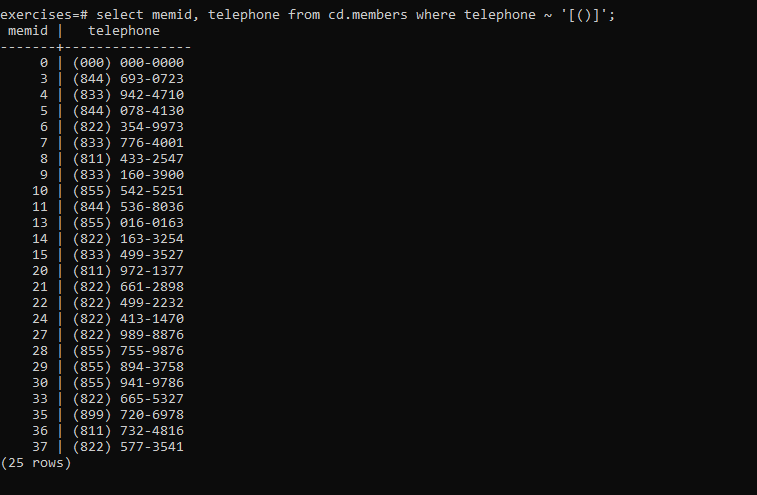 exercises=# select memid, telephone from cd.members where telephone ~ '[()]';
 memid |   telephone
-------+----------------
     0 | (000) 000-0000
     3 | (844) 693-0723
     4 | (833) 942-4710
     5 | (844) 078-4130
     6 | (822) 354-9973
     7 | (833) 776-4001
     8 | (811) 433-2547
     9 | (833) 160-3900
    10 | (855) 542-5251
    11 | (844) 536-8036
    13 | (855) 016-0163
    14 | (822) 163-3254
    15 | (833) 499-3527
    20 | (811) 972-1377
    21 | (822) 661-2898
    22 | (822) 499-2232
    24 | (822) 413-1470
    27 | (822) 989-8876
    28 | (855) 755-9876
    29 | (855) 894-3758
    30 | (855) 941-9786
    33 | (822) 665-5327
    35 | (899) 720-6978
    36 | (811) 732-4816
    37 | (822) 577-3541
(25 rows)